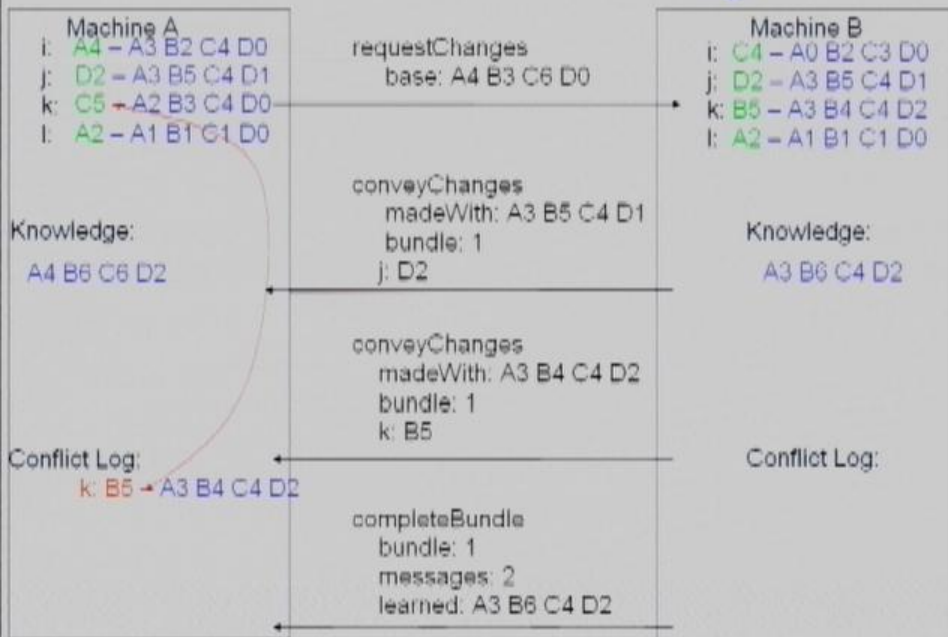 Machine A
i: A4 – A3 B2 C4 D0
j: D2 – A3 B5 C4 D1
k: C5 – A2 B3 C4 D0
l: A2 – A1 B1 C1 D0
Knowledge:
A4 B6 C6 D2
Conflict Log:
k: B5 – A3 B4 C4 D2
requestChanges
base: A4 B3 C6 D0
conveyChanges
madeWith: A3 B5 C4 D1
bundle: 1
j: D2
conveyChanges
madeWith: A3 B4 C4 D2
bundle: 1
k: B5
completeBundle
bundle: 1
messages: 2
learned: A3 B6 C4 D2
Machine B
i: C4 – A0 B2 C3 D0
j: D2 – A3 B5 C4 D1
k: B5 – A3 B4 C4 D2
l: A2 – A1 B1 C1 D0
Knowledge:
A3 B6 C4 D2
Conflict Log: